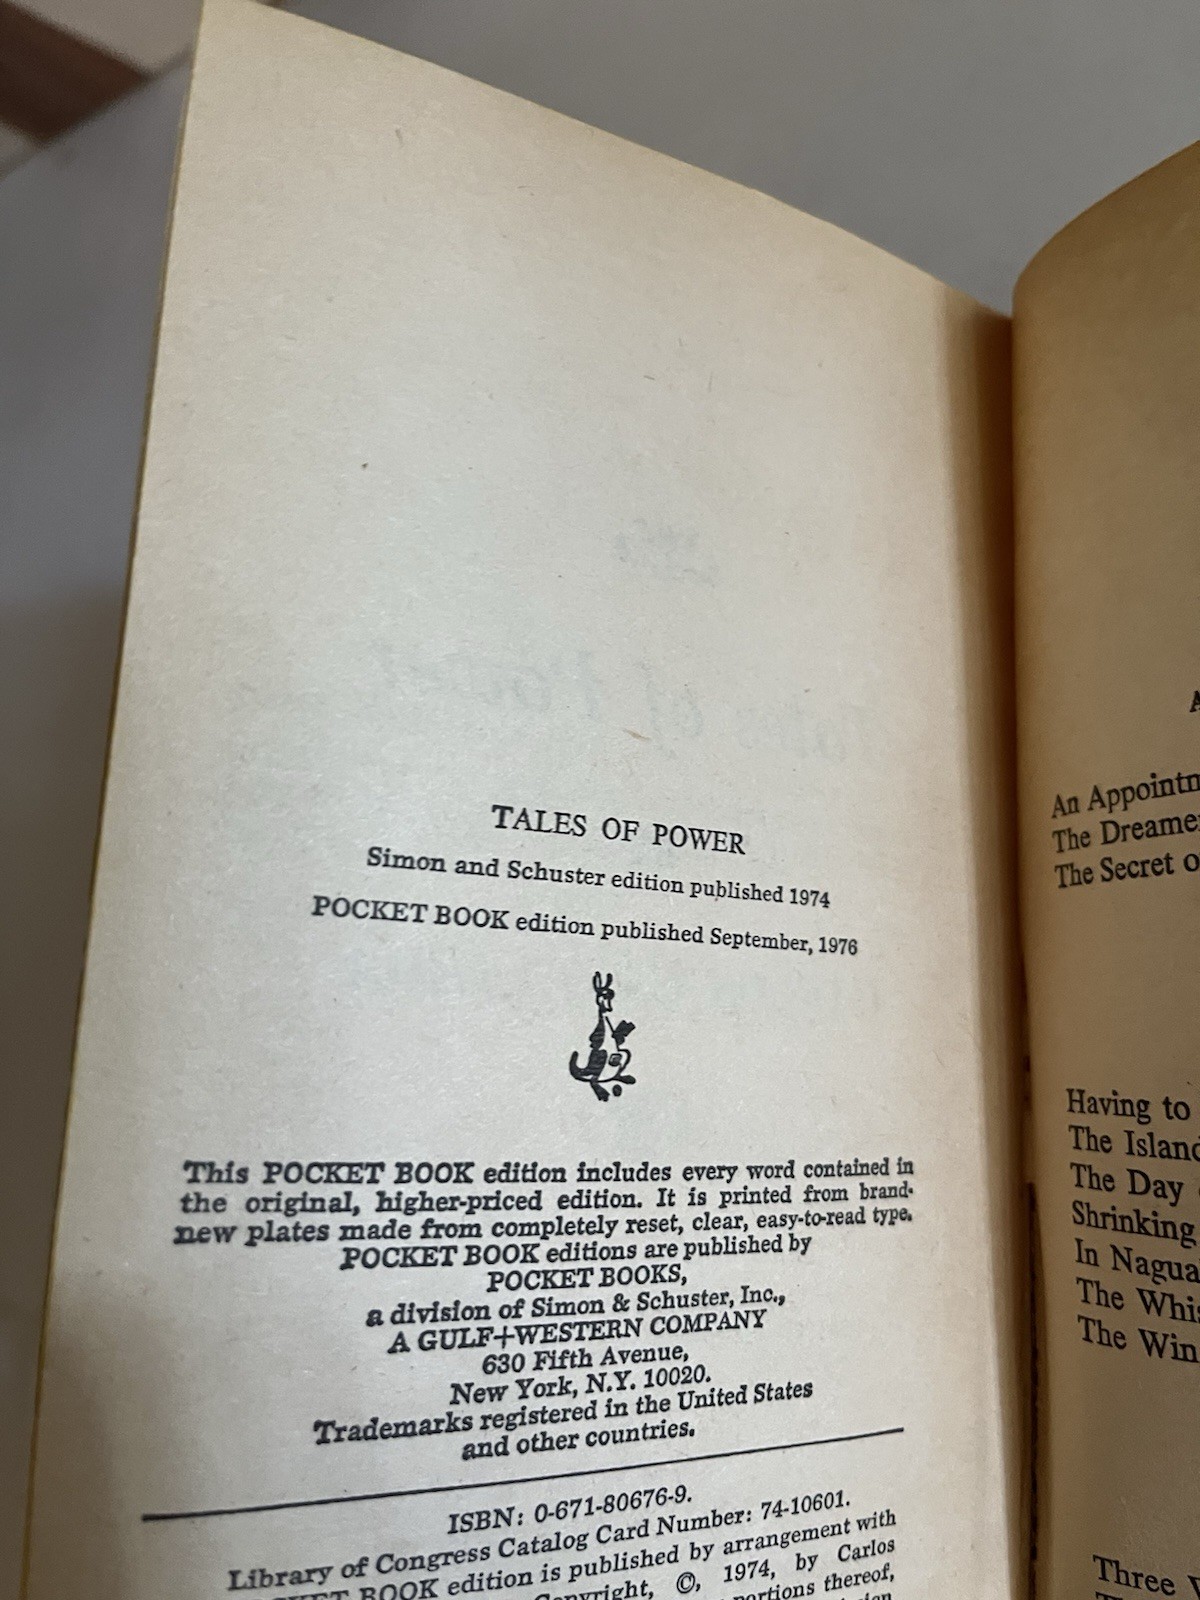 TALES OF POWER
Simon and Schuster edition published 1974
POCKET BOOK edition published September, 1976
This POCKET BOOK edition includes every word contained in
the original, higher-priced edition. It is printed from brand-
new plates made from completely reset, clear, easy-to-read type.
POCKET BOOK editions are published by
POCKET BOOKS,
a division of Simon & Schuster, Inc.,
A GULF+WESTERN COMPANY
630 Fifth Avenue,
New York, N.Y. 10020.
Trademarks registered in the United States
and other countries.
ISBN: 0-671-80676-9.
Library of Congress Catalog Card Number: 74-10601.
BOOK edition is published by arrangement with
©, 1974, by Carlos
thereof,
A
An Appointm
The Dreame
The Secret o
Having to
The Island
The Day
Shrinking
In Nagua
The Whis
The Win
Three